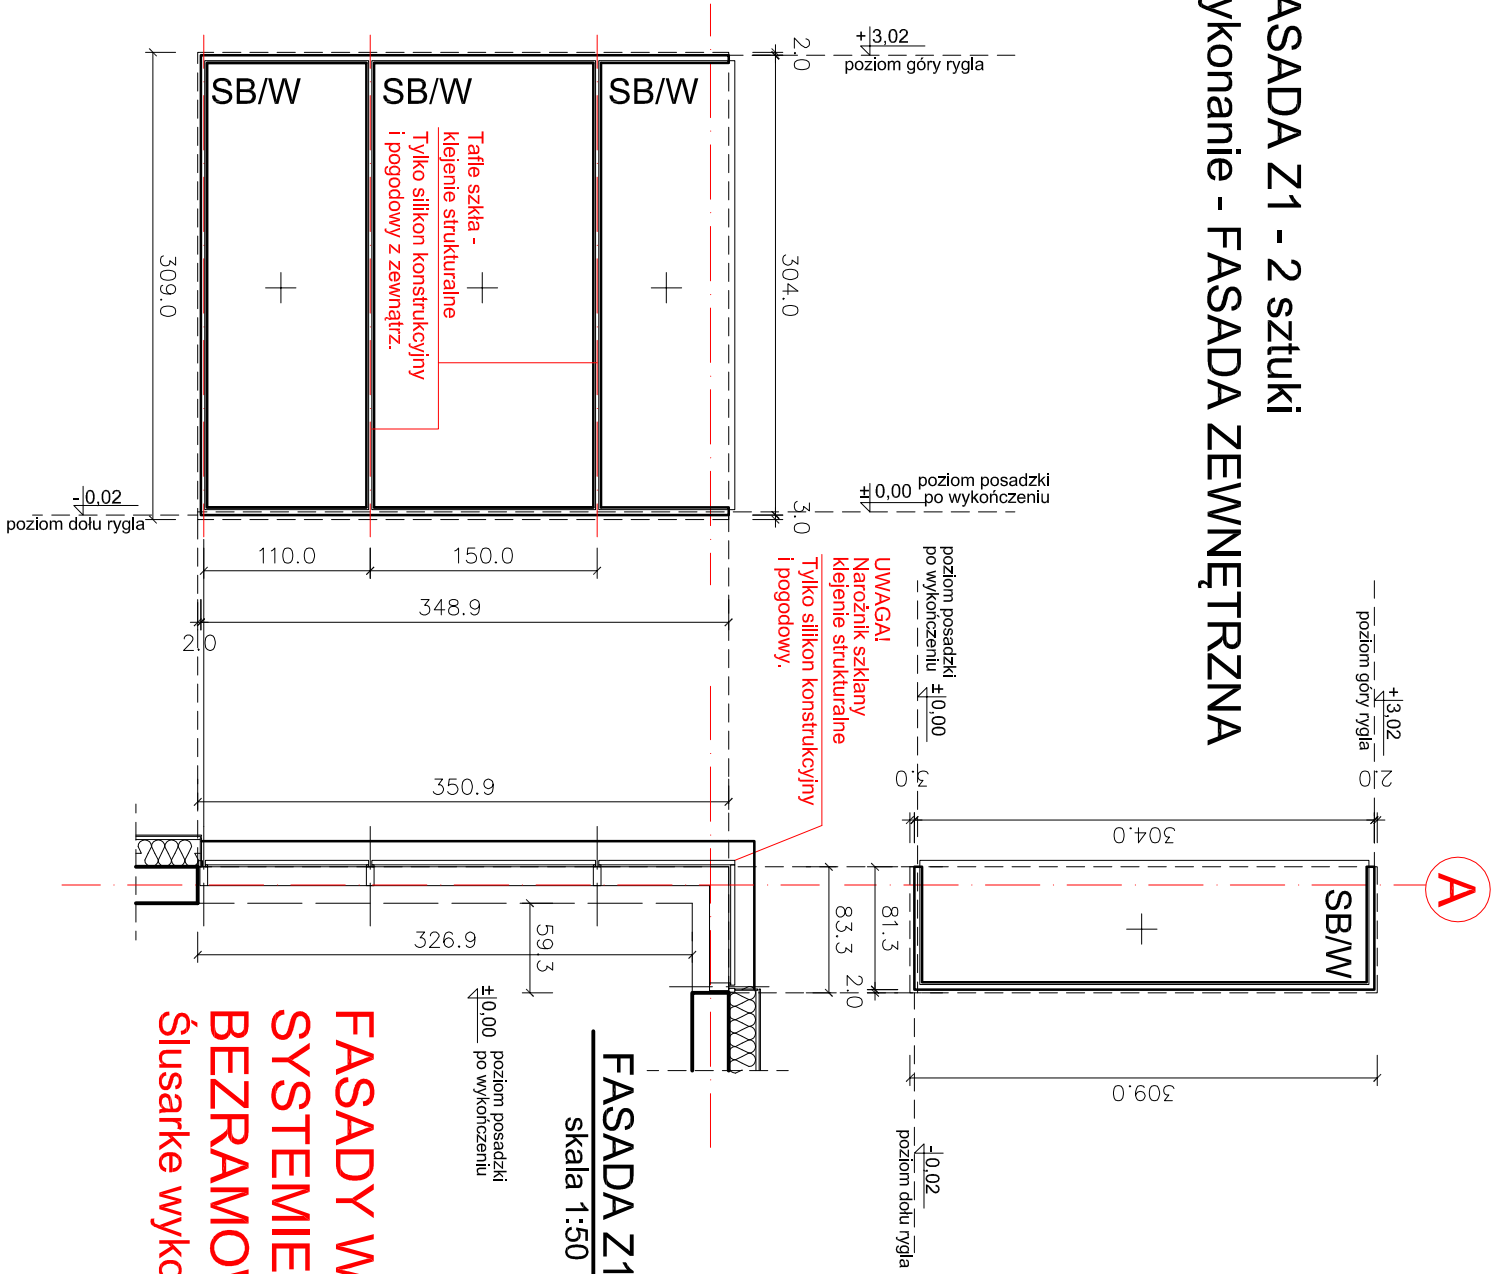 ASADA Z1 - 2 sztuki
ykonanie - FASADA ZEWNĘTRZNA
+3,02
poziom góry rygla
2.0
SB/W
SB/W
SB/W
Tafle szkła -
klejenie strukturalne
Tylko silikon konstrukcyjny
i pogodowy z zewnątrz.
309.0
304.0
-0,02
poziom dołu rygla
±0,00
poziom posadzki
po wykończeniu
3.0
110.0
150.0
348.9
2.0
UWAGA!
Narożnik szklany
klejenie strukturalne
Tylko silikon konstrukcyjny
i pogodowy.
poziom posadzki
po wykończeniu
±0,00
+3,02
poziom góry rygla
3.0
2.0
304.0
350.9
A
SB/W
81.3
83.3
2.0
59.3
326.9
309.0
±0,00
poziom posadzki
po wykończeniu
-0,02
poziom dołu rygla
FASADA Z1
skala 1:50
FASADY W
SYSTEMIE
BEZRAMO
Ślusarke wyko